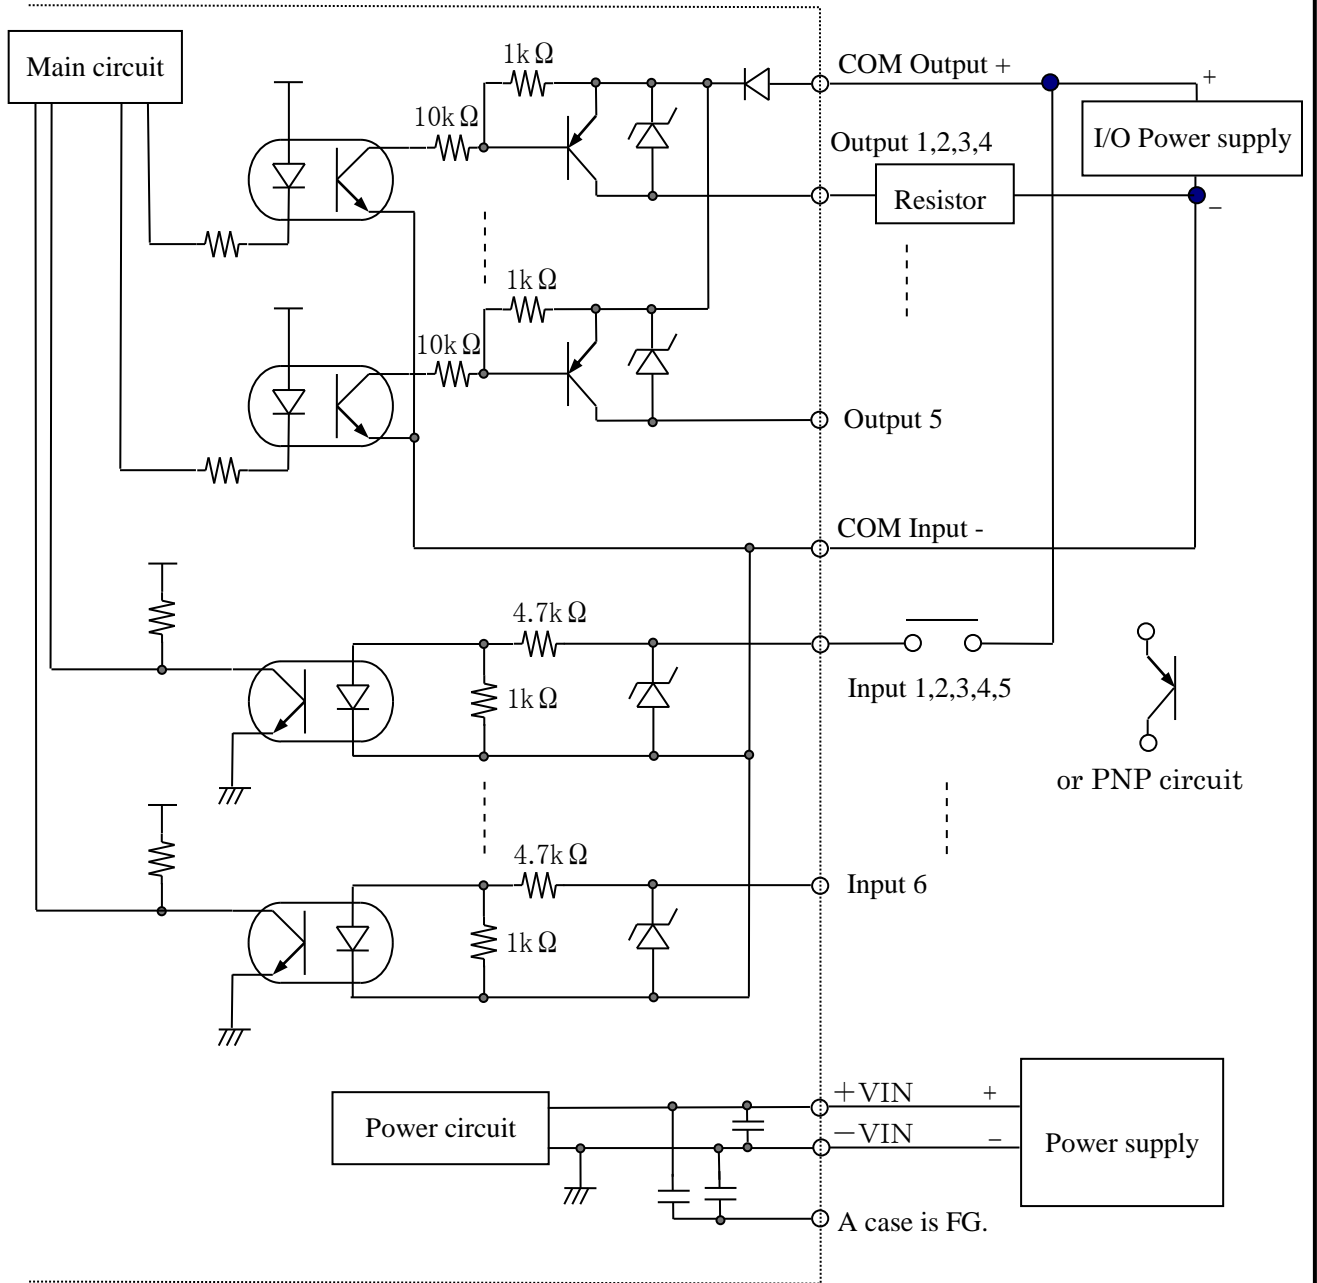 Main circuit
1kΩ
COM Output +
+
10kΩ
I/O Power supply
Output 1,2,3,4
Resistor
−
1kΩ
10kΩ
Output 5
COM Input -
4.7kΩ
1kΩ
Input 1,2,3,4,5
or PNP circuit
4.7kΩ
Input 6
1kΩ
+VIN
+
Power circuit
−VIN
−
Power supply
A case is FG.